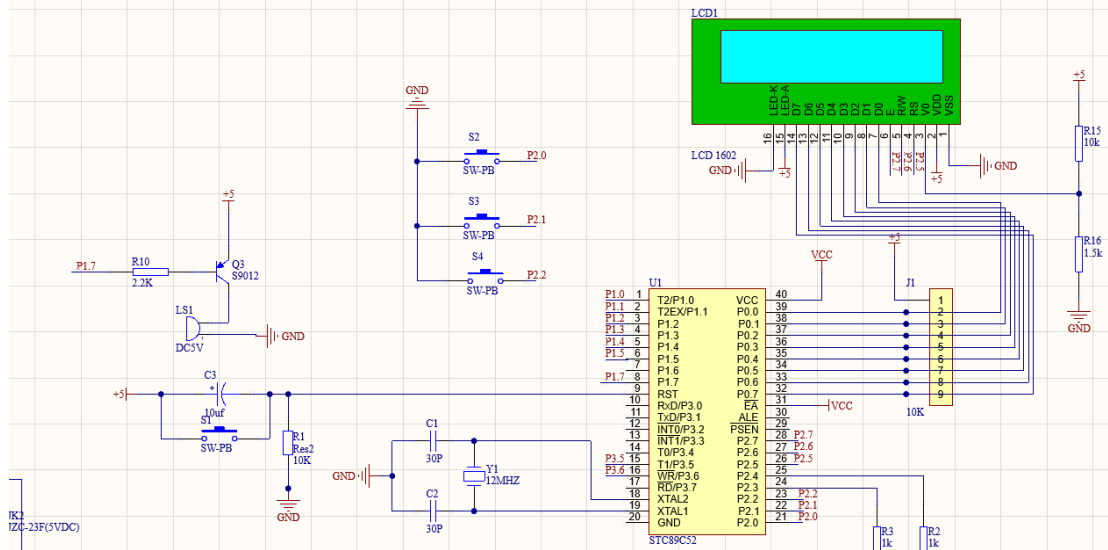 LCD1
LED-K
LED-A
D7
D6
D5
D4
D3
D2
D1
D0
E
R/W
RS
V0
VDD
VSS
16
15
14
13
12
11
10
9
8
7
6
5
4
3
2
1
LCD 1602
GND
+5
P2.7
P2.6
P2.5
+5
GND
+5
R15
10k
R16
1.5k
GND
GND
S2
SW-PB
P2.0
S3
SW-PB
P2.1
S4
SW-PB
P2.2
+5
P1.7
R10
2.2K
Q3
S9012
LS1
DC5V
GND
+5
C3
10uf
S1
SW-PB
R1
Res2
10K
GND
GND
C1
30P
C2
30P
Y1
12MHZ
U1
P1.0 1 T2/P1.0
P1.1 2 T2EX/P1.1
P1.2 3 P1.2
P1.3 4 P1.3
P1.4 5 P1.4
P1.5 6 P1.5
7 P1.6
P1.7 8 P1.7
9 RST
10 RxD/P3.0
11 TxD/P3.1
12 INT0/P3.2
13 INT1/P3.3
14 T0/P3.4
P3.5 15 T1/P3.5
P3.6 16 WR/P3.6
17 RD/P3.7
18 XTAL2
19 XTAL1
20 GND
VCC 40
P0.0 39
P0.1 38
P0.2 37
P0.3 36
P0.4 35
P0.5 34
P0.6 33
P0.7 32
EA 31 VCC
ALE 30
PSEN 29
P2.7 28 P2.7
P2.6 27 P2.6
P2.5 26 P2.5
P2.4 25
P2.3 24
P2.2 23 P2.2
P2.1 22 P2.1
P2.0 21 P2.0
STC89C52
VCC
+5
J1
1
2
3
4
5
6
7
8
9
10K
R3
1k
R2
1k
JZC-23F(5VDC)